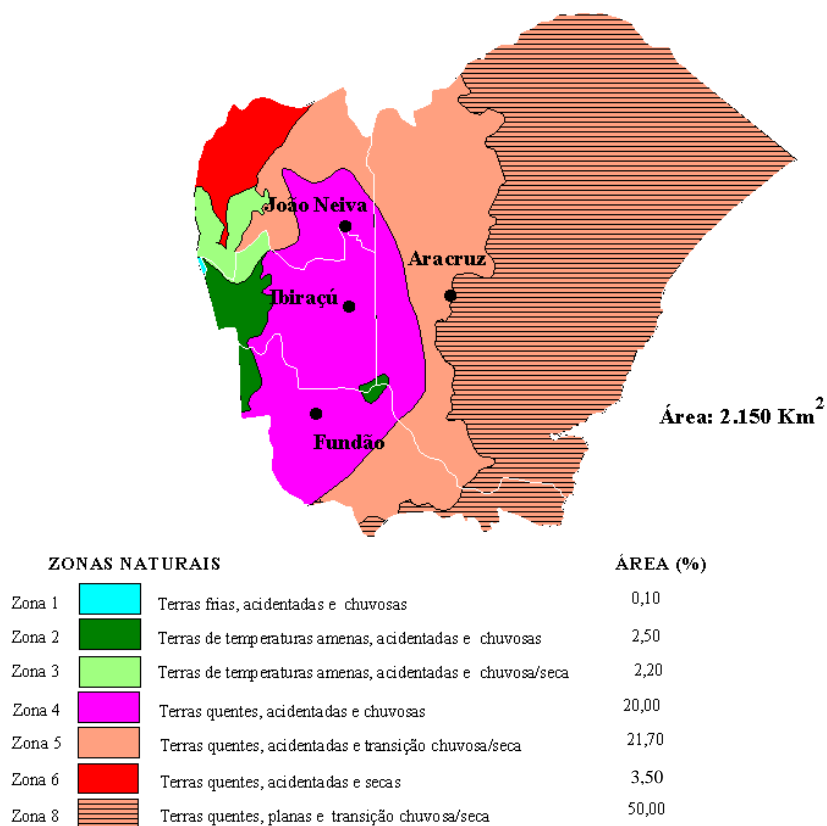 João Neiva
Aracruz
Ibiraçú
Área: 2.150 Km²
Fundão
ZONAS NATURAIS ÁREA (%)
Zona 1 Terras frias, acidentadas e chuvosas 0,10
Zona 2 Terras de temperaturas amenas, acidentadas e chuvosas 2,50
Zona 3 Terras de temperaturas amenas, acidentadas e chuvosa/seca 2,20
Zona 4 Terras quentes, acidentadas e chuvosas 20,00
Zona 5 Terras quentes, acidentadas e transição chuvosa/seca 21,70
Zona 6 Terras quentes, acidentadas e secas 3,50
Zona 8 Terras quentes, planas e transição chuvosa/seca 50,00